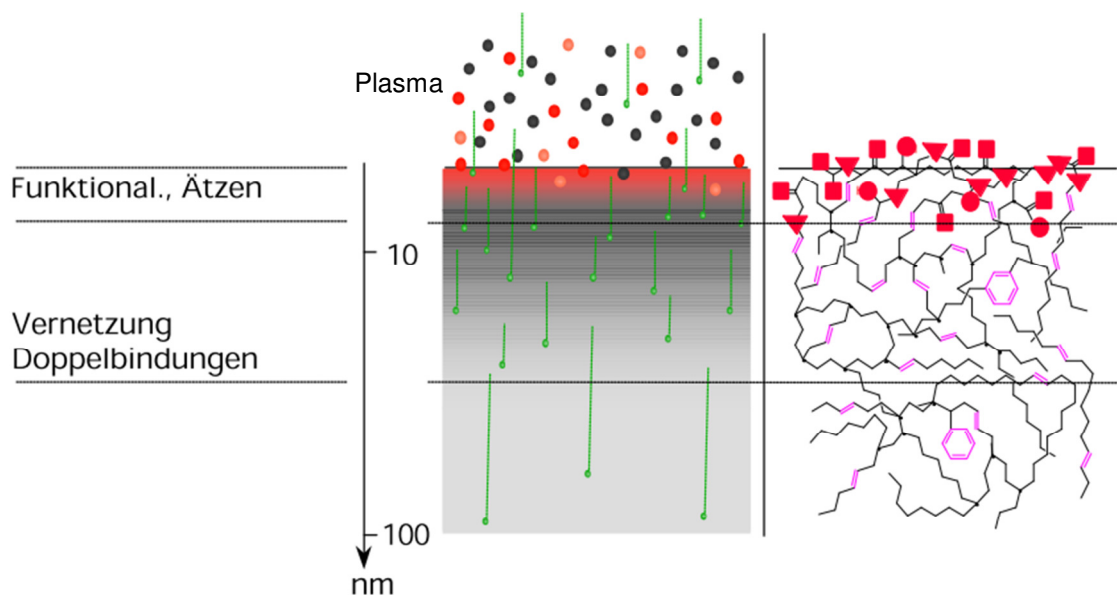 Plasma
Funktional., Ätzen
10
Vernetzung
Doppelbindungen
100
nm